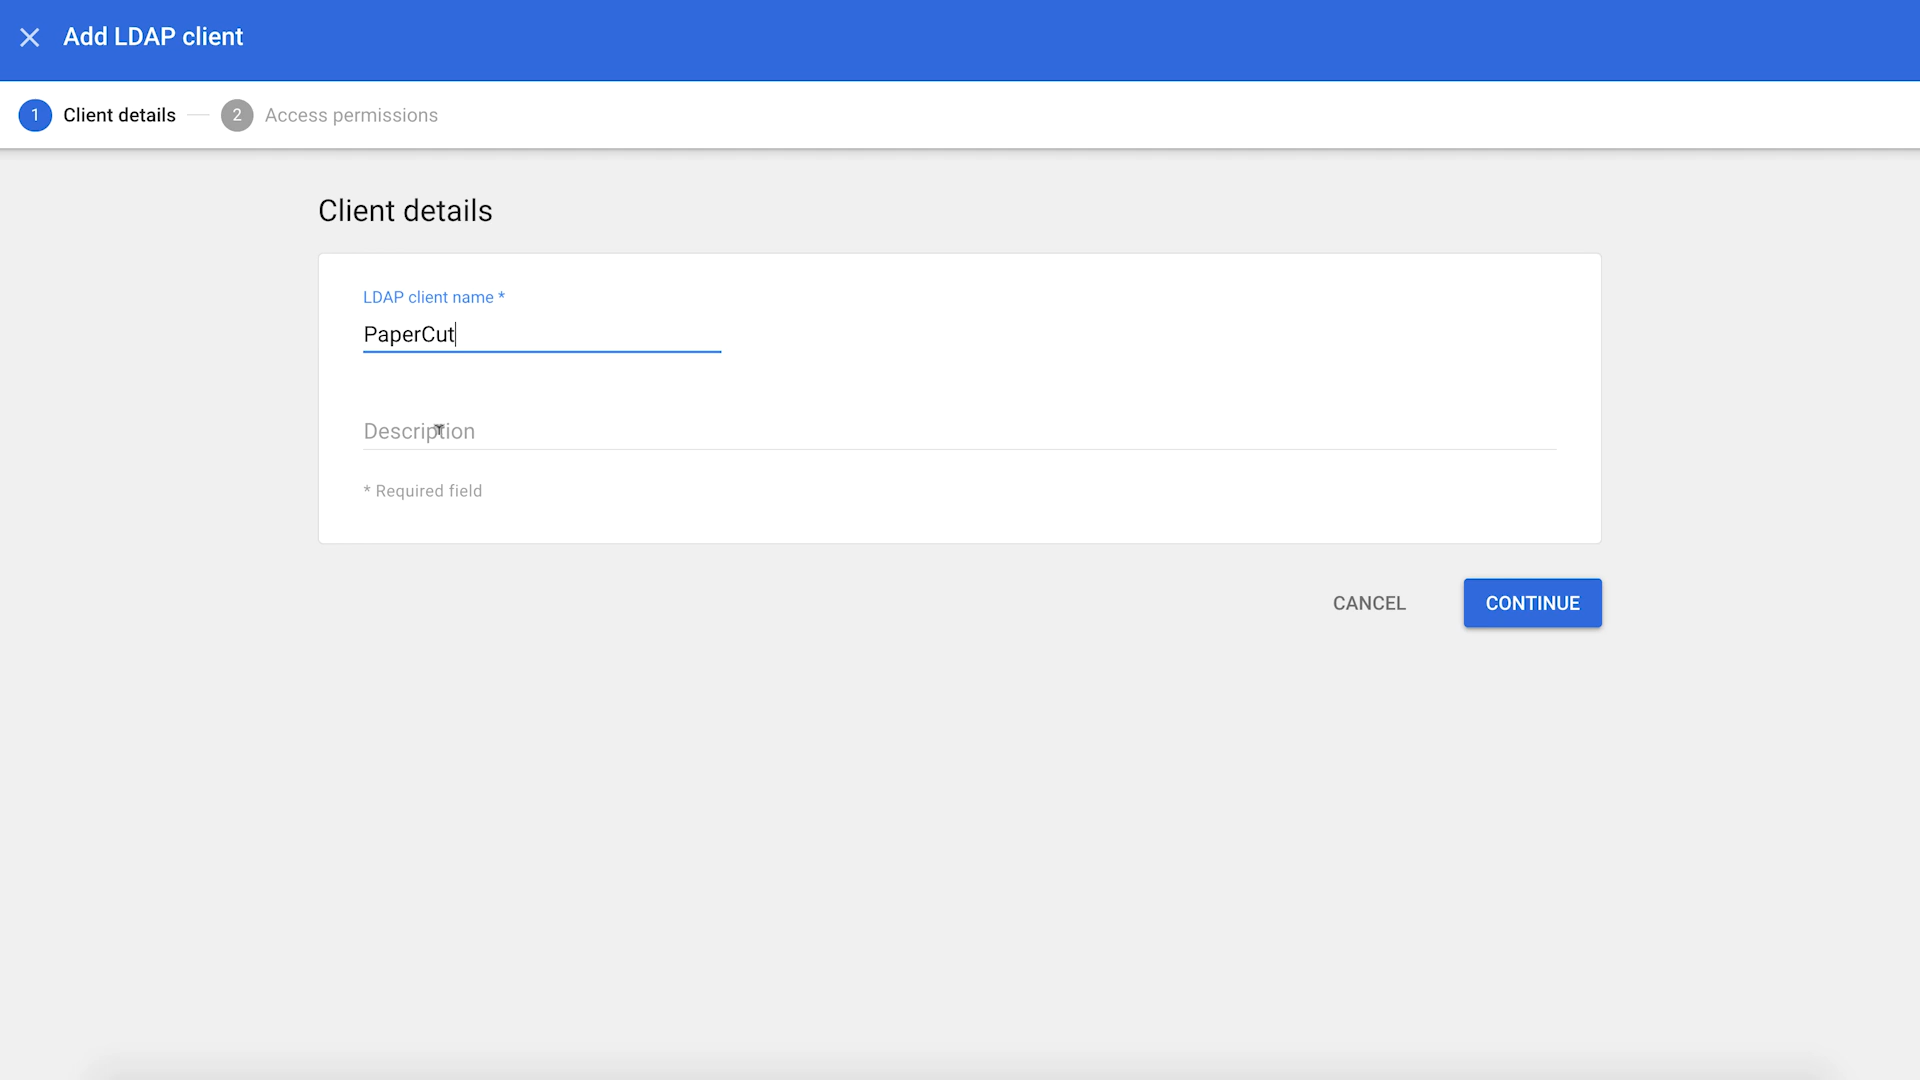 Add LDAP client
1 Client details 2 Access permissions
Client details
LDAP client name *
PaperCut
Description
* Required field
CANCEL CONTINUE